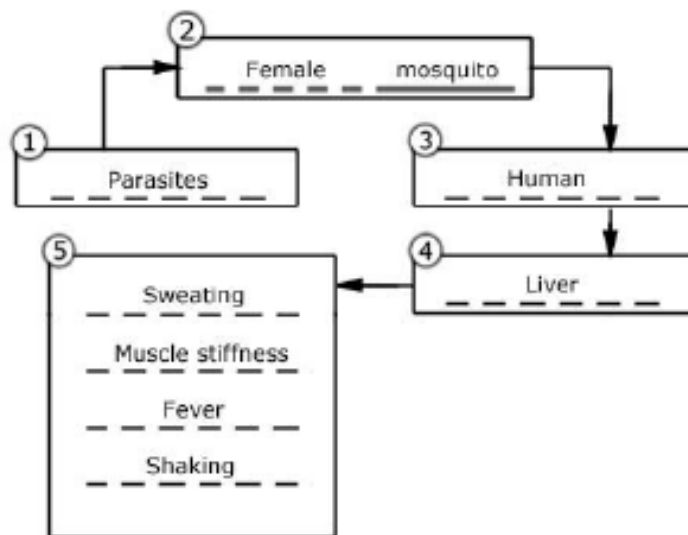 2
Female mosquito
1
Parasites
3
Human
4
Liver
5
Sweating
Muscle stiffness
Fever
Shaking